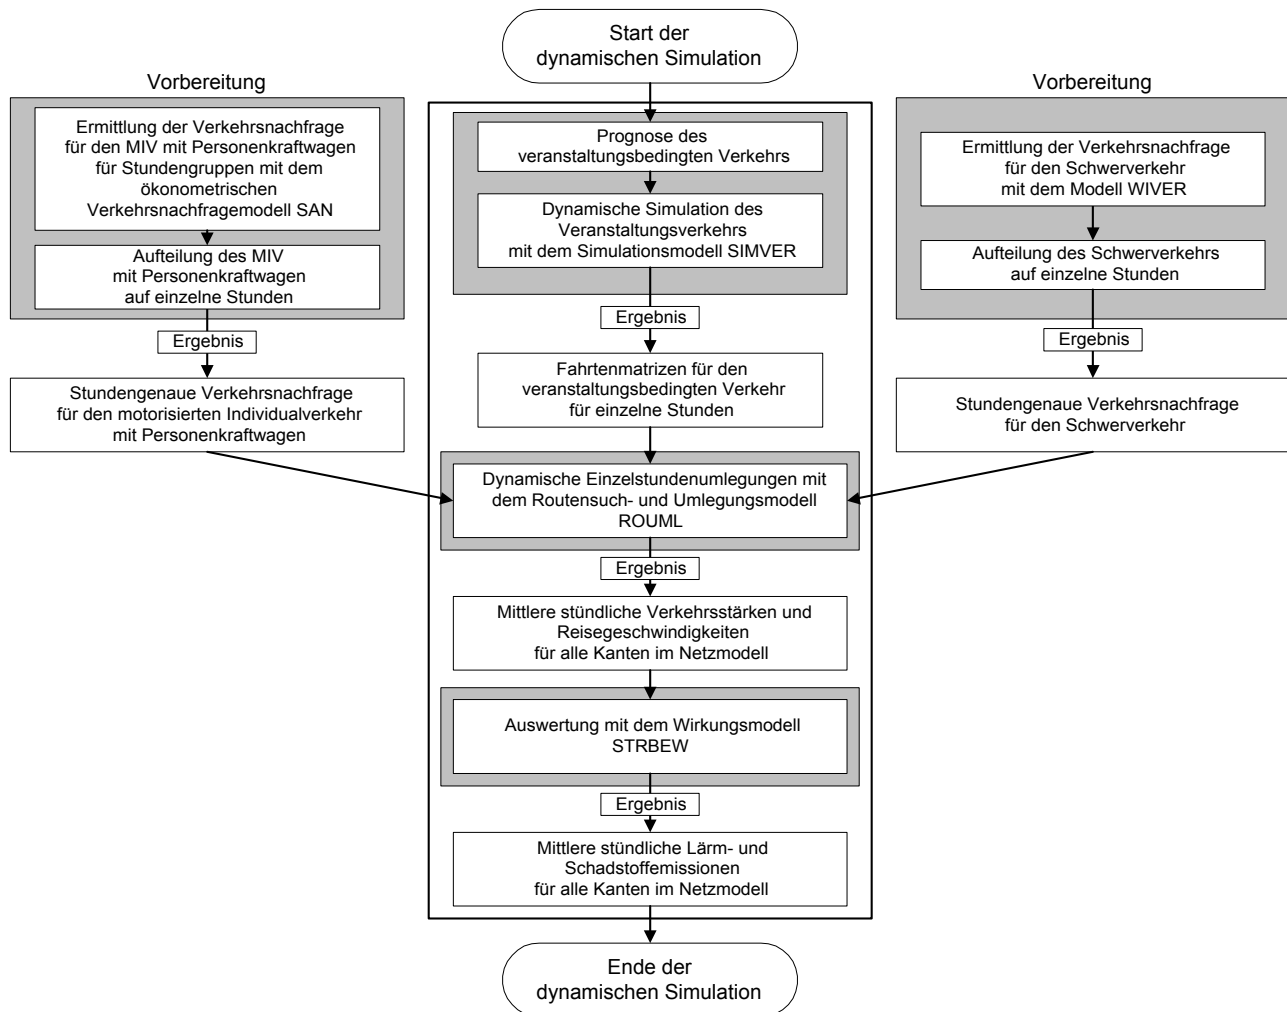 Start der
dynamischen Simulation
Vorbereitung
Ermittlung der Verkehrsnachfrage
für den MIV mit Personenkraftwagen
für Stundengruppen mit dem
ökonometrischen
Verkehrsnachfragemodell SAN
Aufteilung des MIV
mit Personenkraftwagen
auf einzelne Stunden
Ergebnis
Stundengenaue Verkehrsnachfrage
für den motorisierten Individualverkehr
mit Personenkraftwagen
Prognose des
veranstaltungsbedingten Verkehrs
Dynamische Simulation des
Veranstaltungsverkehrs
mit dem Simulationsmodell SIMVER
Ergebnis
Fahrtenmatrizen für den
veranstaltungsbedingten Verkehr
für einzelne Stunden
Vorbereitung
Ermittlung der Verkehrsnachfrage
für den Schwerverkehr
mit dem Modell WIVER
Aufteilung des Schwerverkehrs
auf einzelne Stunden
Ergebnis
Stundengenaue Verkehrsnachfrage
für den Schwerverkehr
Dynamische Einzelstundenumlegungen mit
dem Routensuch- und Umlegungsmodell
ROUML
Ergebnis
Mittlere stündliche Verkehrsstärken und
Reisegeschwindigkeiten
für alle Kanten im Netzmodell
Auswertung mit dem Wirkungsmodell
STRBEW
Ergebnis
Mittlere stündliche Lärm- und
Schadstoffemissionen
für alle Kanten im Netzmodell
Ende der
dynamischen Simulation